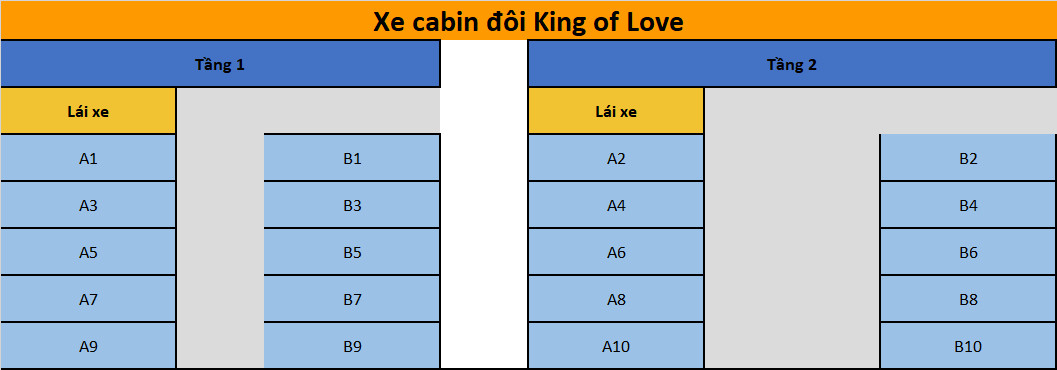 Xe cabin đôi King of Love
Tầng 1 Tầng 2
Lái xe Lái xe
A1 B1 A2 B2
A3 B3 A4 B4
A5 B5 A6 B6
A7 B7 A8 B8
A9 B9 A10 B10